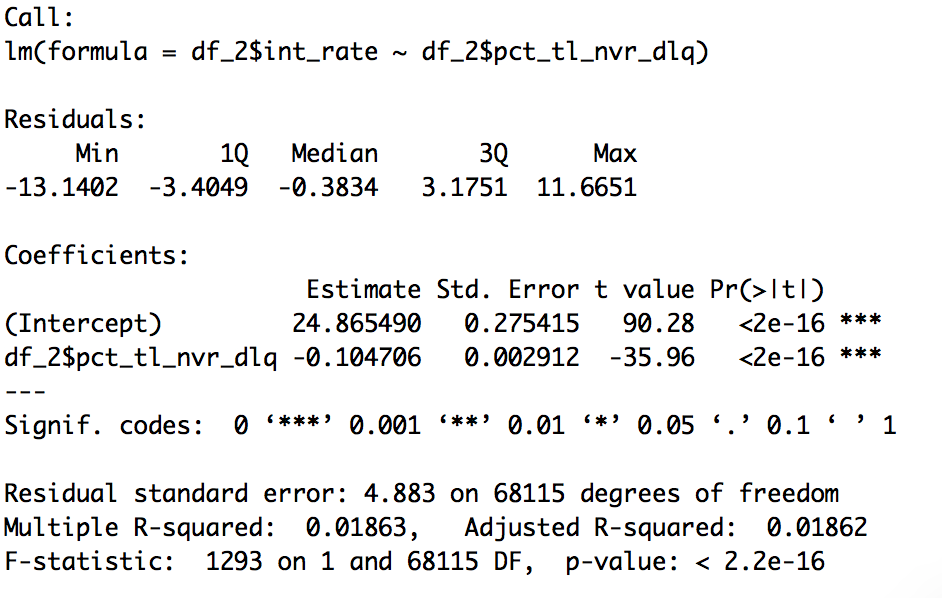 Call:
lm(formula = df_2$int_rate ~ df_2$pct_tl_nvr_dlq)
Residuals:
     Min       1Q   Median       3Q      Max
-13.1402  -3.4049  -0.3834   3.1751  11.6651
Coefficients:
                     Estimate Std. Error t value Pr(>|t|)
(Intercept)         24.865490   0.275415   90.28   <2e-16 ***
df_2$pct_tl_nvr_dlq -0.104706   0.002912  -35.96   <2e-16 ***
---
Signif. codes:  0 ‘***’ 0.001 ‘**’ 0.01 ‘*’ 0.05 ‘.’ 0.1 ‘ ’ 1
Residual standard error: 4.883 on 68115 degrees of freedom
Multiple R-squared:  0.01863,   Adjusted R-squared:  0.01862
F-statistic:  1293 on 1 and 68115 DF,  p-value: < 2.2e-16